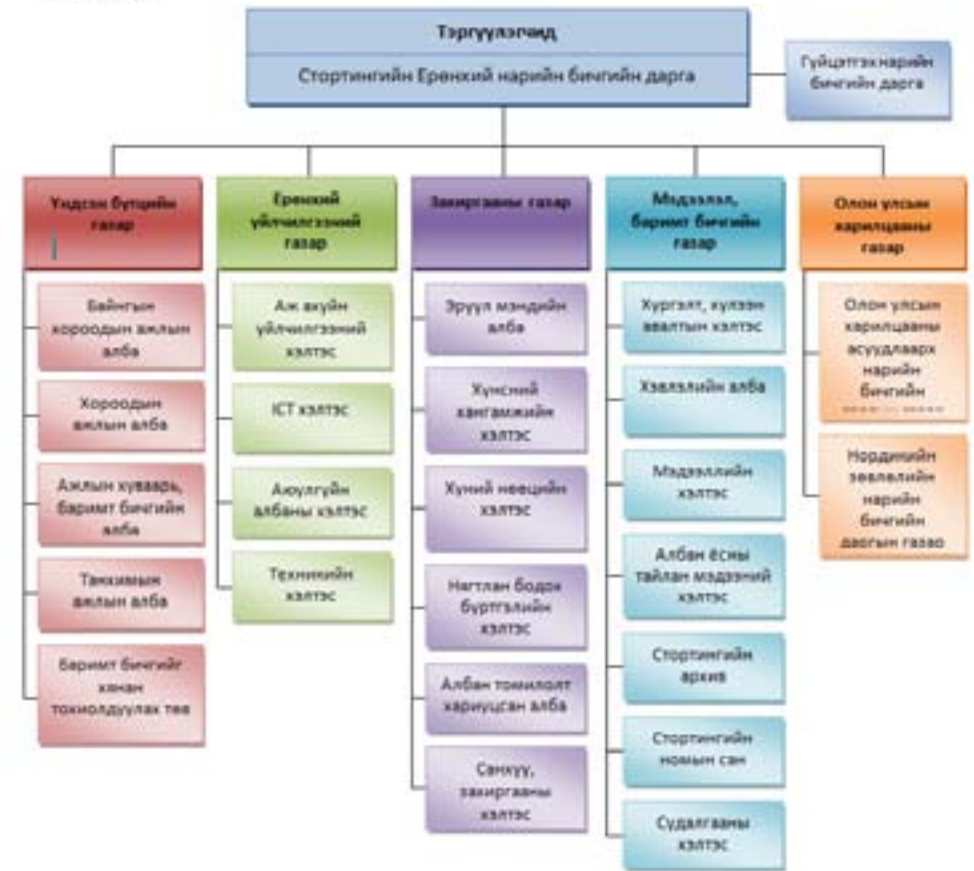 Тэргүүлэгчид
Стортингийн Ерөнхий нарийн бичгийн дарга
Гүйцэтгэх нарийн
бичгийн дарга
Үндсэн бүтцийн
газар
Байнгын
хороодын ажлын
алба
Хороодын
ажлын алба
Ажлын хуваарь,
баримт бичгийн
алба
Танхимын
ажлын алба
Баримт бичгийг
хянан
тохиолдуулах төв
Ерөнхий
үйлчилгээний
газар
Аж ахуйн
үйлчилгээний
хэлтэс
ICT хэлтэс
Аюулгүйн
албаны хэлтэс
Техникийн
хэлтэс
Захиргааны газар
Эрүүл мэндийн
алба
Хүнсний
хангамжийн
хэлтэс
Хүний нөөцийн
хэлтэс
Нягтлан бодох
бүртгэлийн
хэлтэс
Албан томилолт
хариуцсан алба
Санхүү,
захиргааны
хэлтэс
Мэдээлэл,
баримт бичгийн
газар
Хүргэлт, хүлээн
авалтын хэлтэс
Хэвлэлийн алба
Мэдээллийн
хэлтэс
Албан ёсны
тайлан мэдээний
хэлтэс
Стортингийн
архив
Стортингийн
номын сан
Судалгааны
хэлтэс
Олон улсын
харилцааны
газар
Олон улсын
харилцааны
асуудлаарх
нарийн
бичгийн
Нордикийн
зөвлөлийн
нарийн
бичгийн
даргын газар